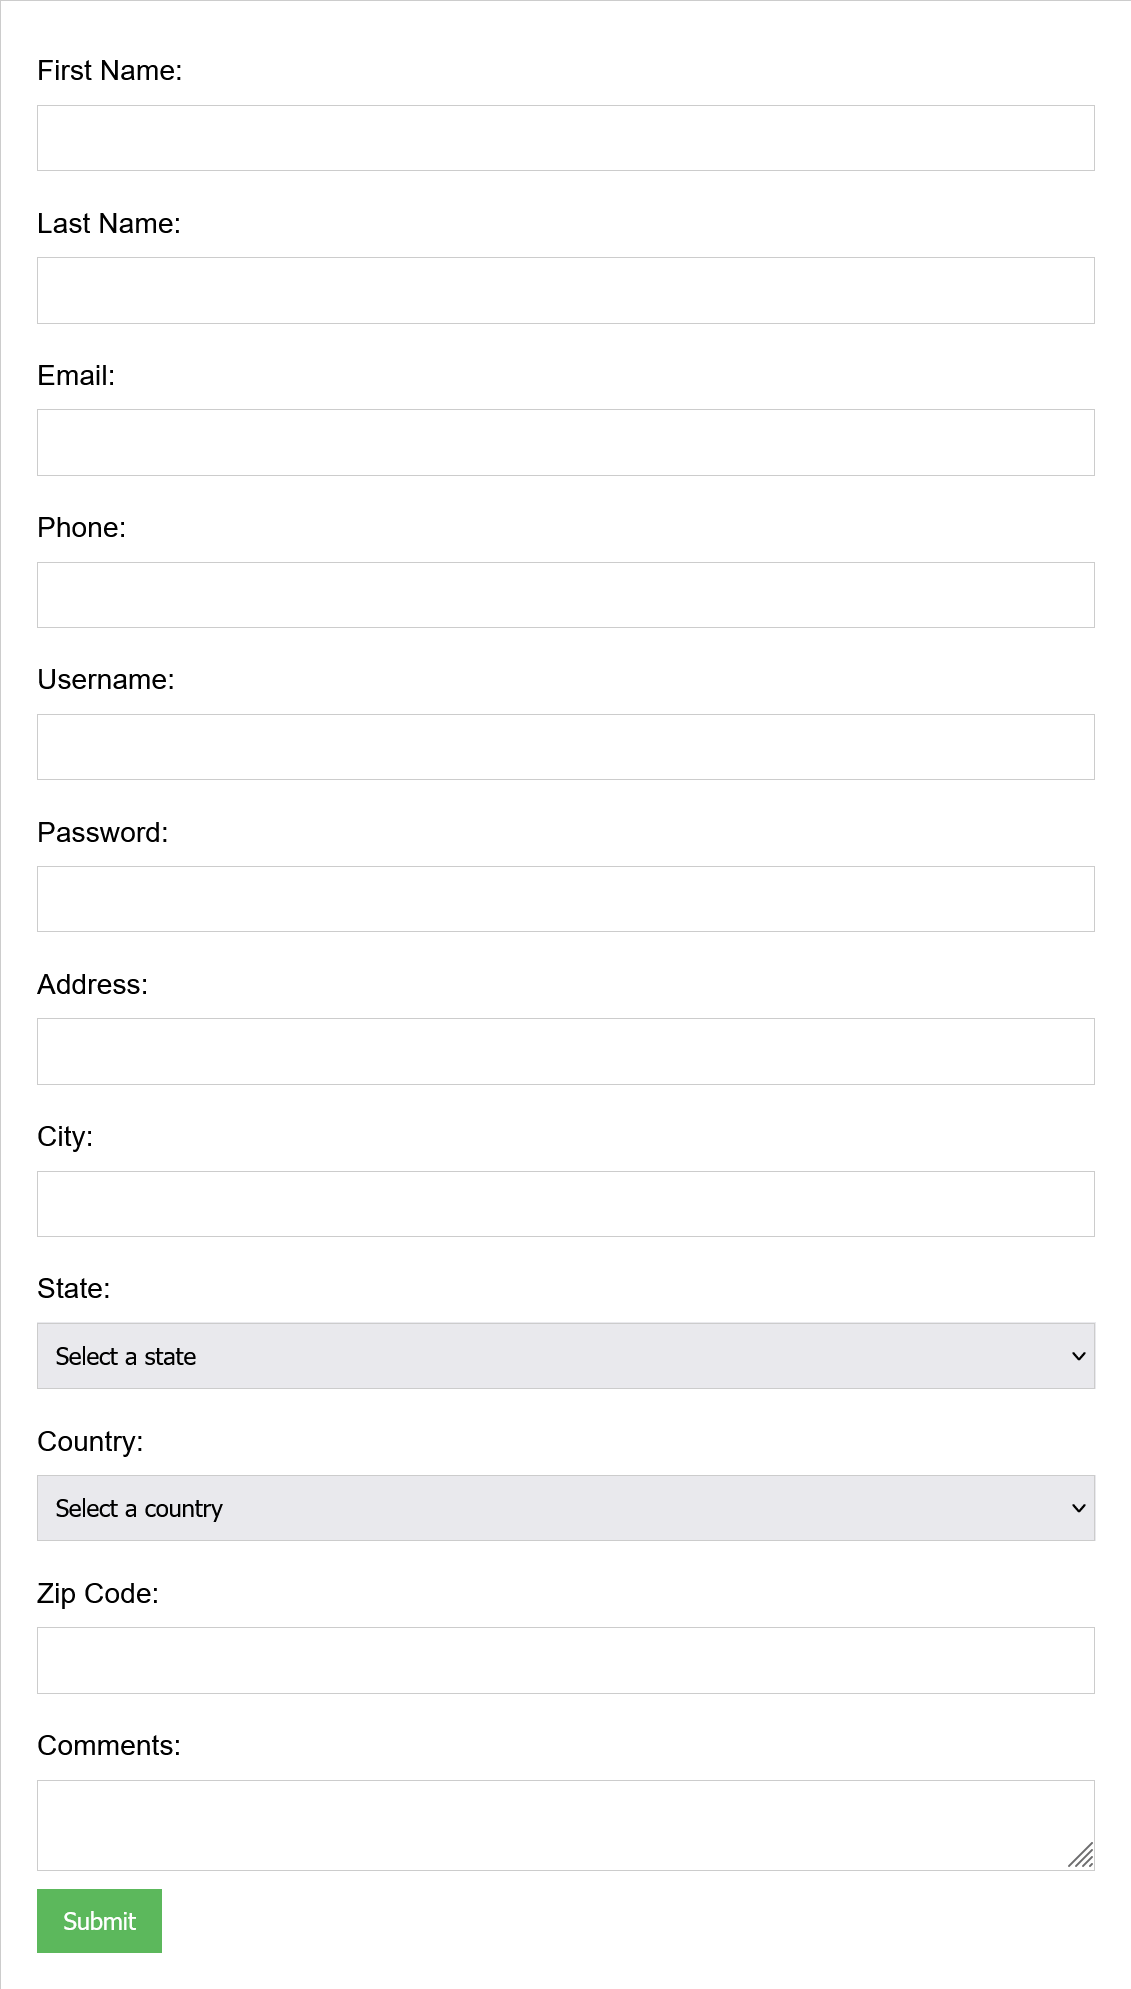 First Name:
Last Name:
Email:
Phone:
Username:
Password:
Address:
City:
State:
Select a state
Country:
Select a country
Zip Code:
Comments:
Submit